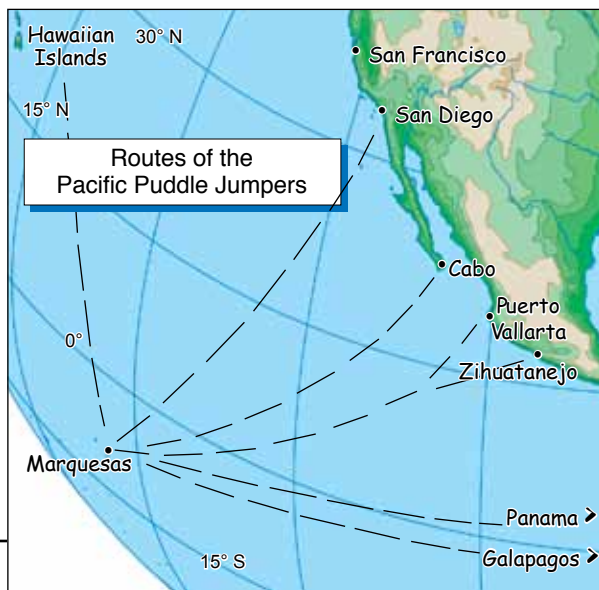 Hawaiian
Islands
30° N
San Francisco
15° N
San Diego
Routes of the
Pacific Puddle Jumpers
Cabo
Puerto
Vallarta
0°
Zihuatanejo
Marquesas
Panama >
Galapagos >
15° S